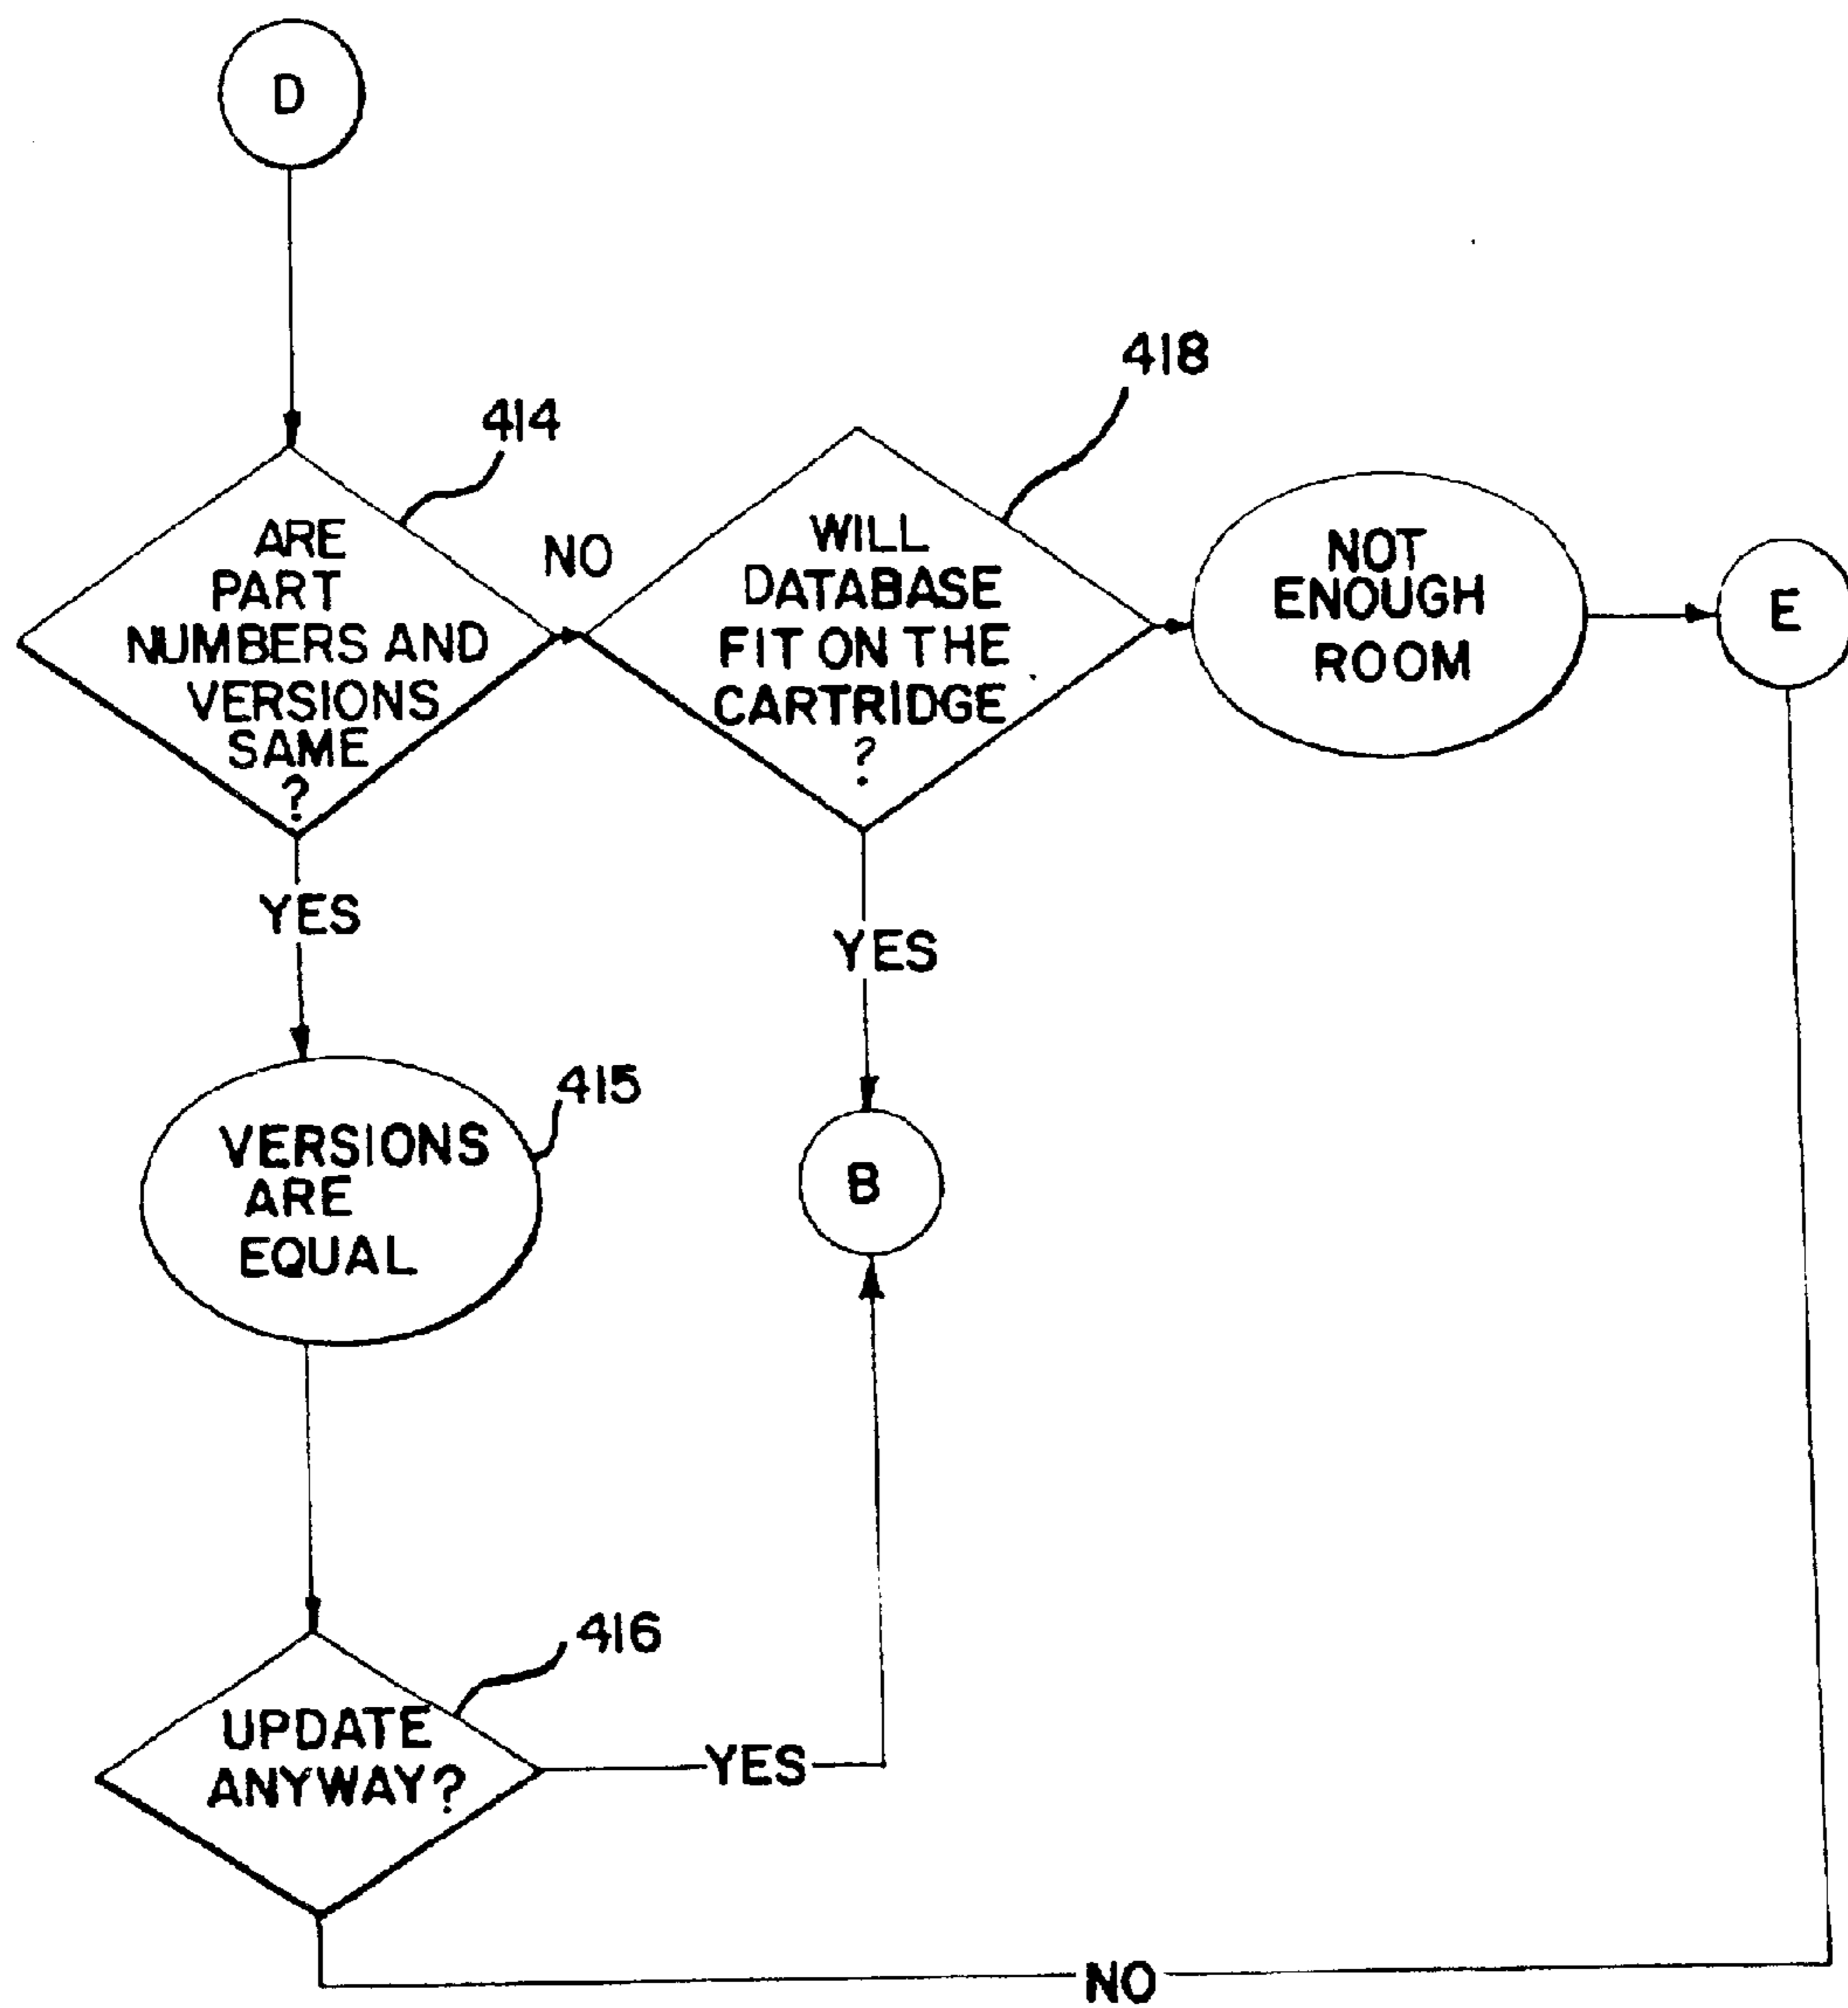 D
414
ARE
PART
NUMBERS AND
VERSIONS
SAME
?
NO
418
WILL
DATABASE
FIT ON THE
CARTRIDGE
?
NOT
ENOUGH
ROOM
E
YES
YES
415
VERSIONS
ARE
EQUAL
B
416
UPDATE
ANYWAY?
YES
NO